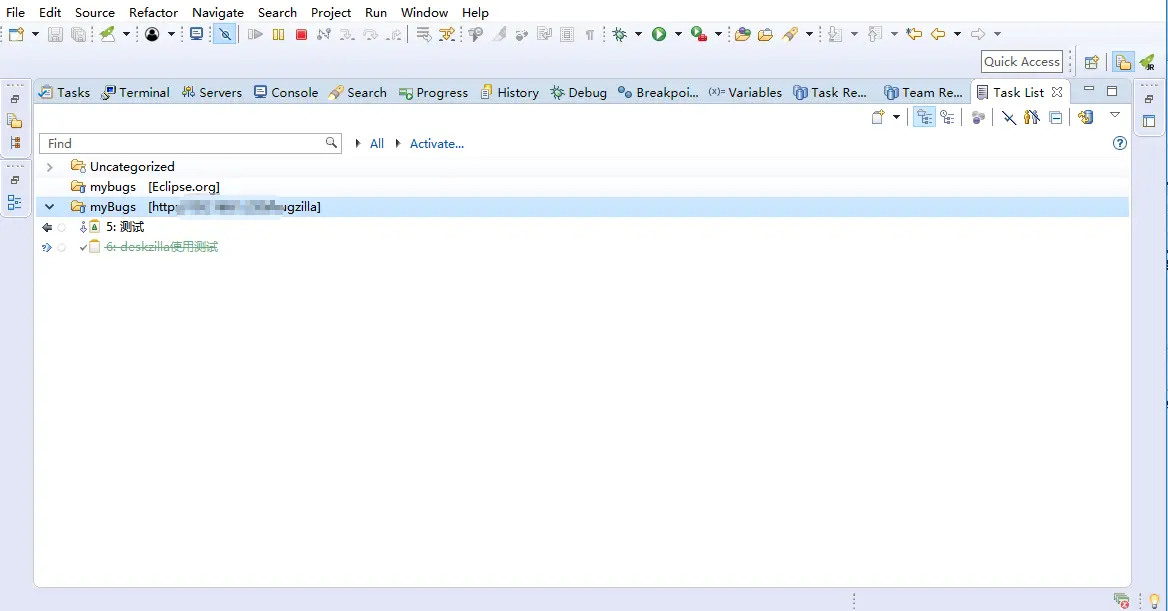 File Edit Source Refactor Navigate Search Project Run Window Help
Quick Access
Tasks Terminal Servers Console Search Progress History Debug Breakpoi... (x)= Variables Task Re... Team Re... Task List
Find All Activate...
Uncategorized
mybugs [Eclipse.org]
myBugs [http ugzilla]
5: 测试
6: deskzilla使用测试